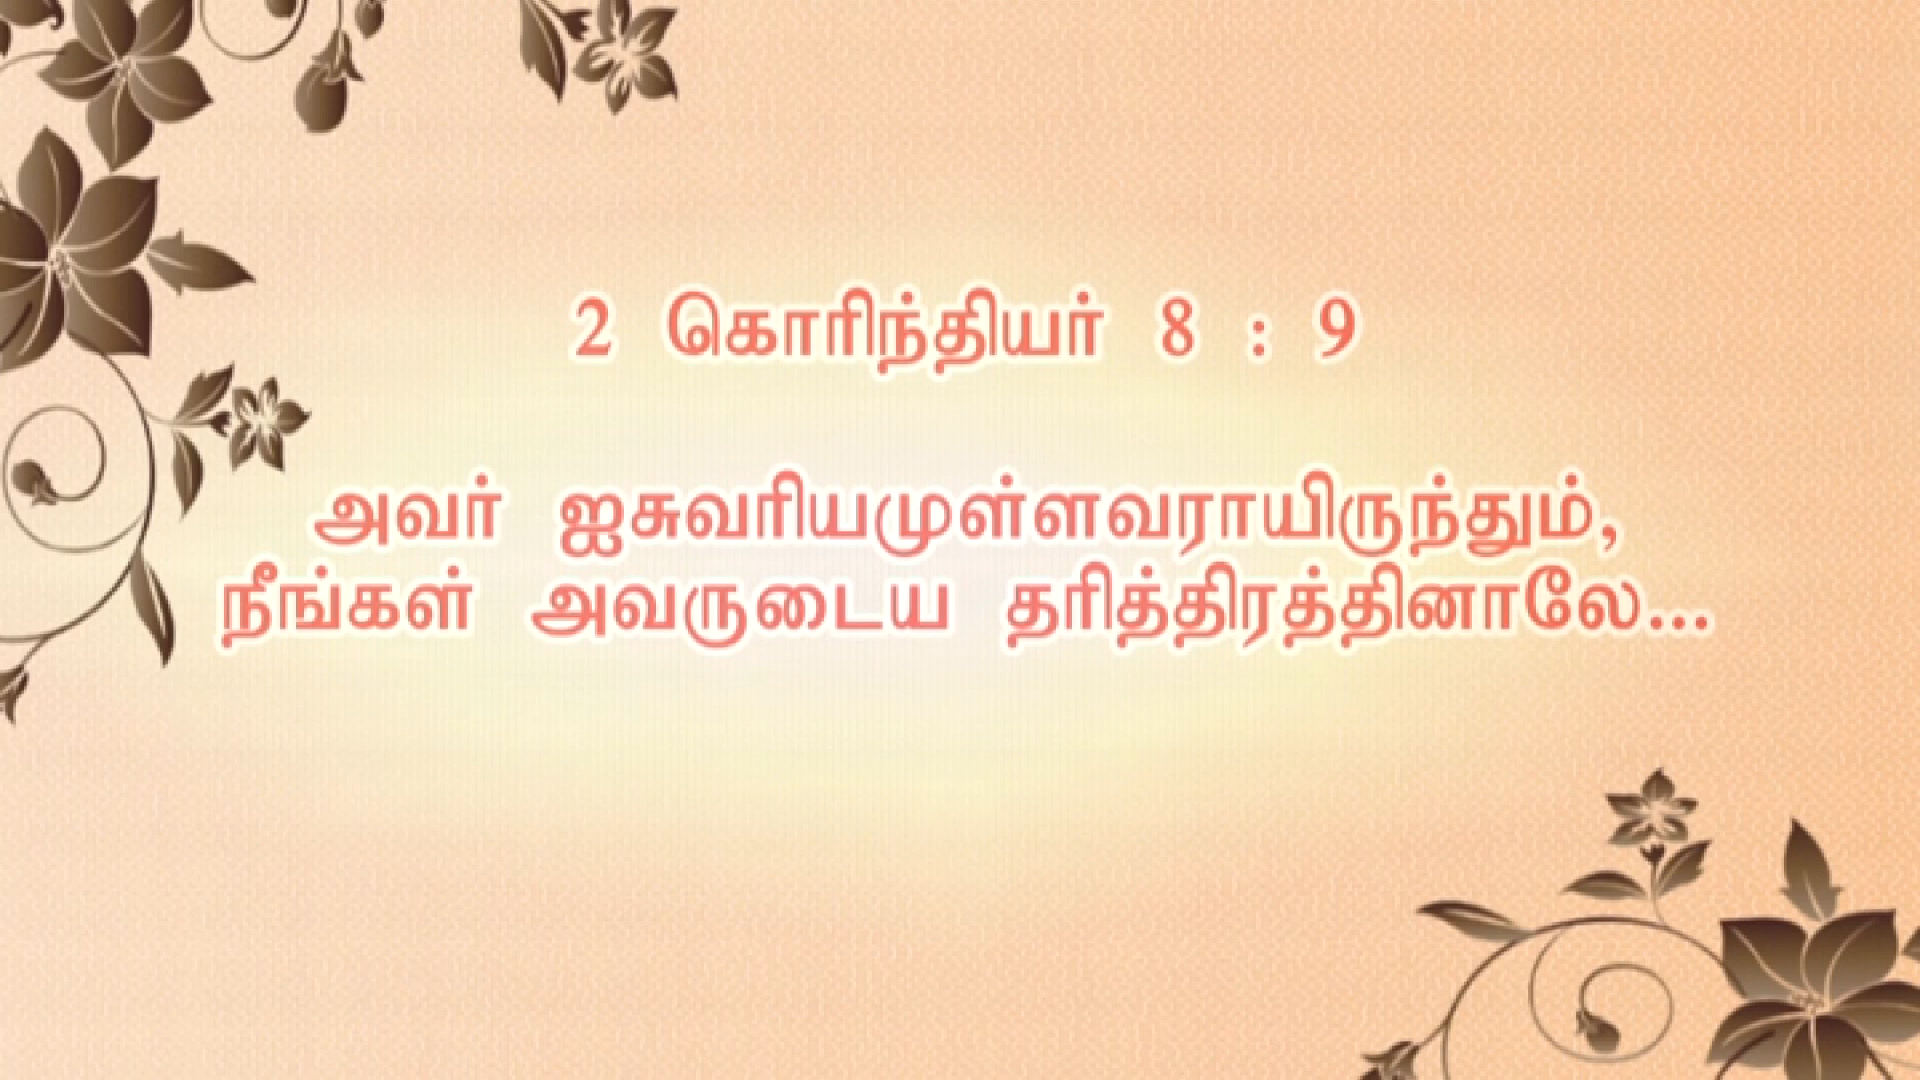 2 கொரிந்தியர் 8 : 9
அவர் ஐசுவரியமுள்ளவராயிருந்தும்,
நீங்கள் அவருடைய தரித்திரத்தினாலே...